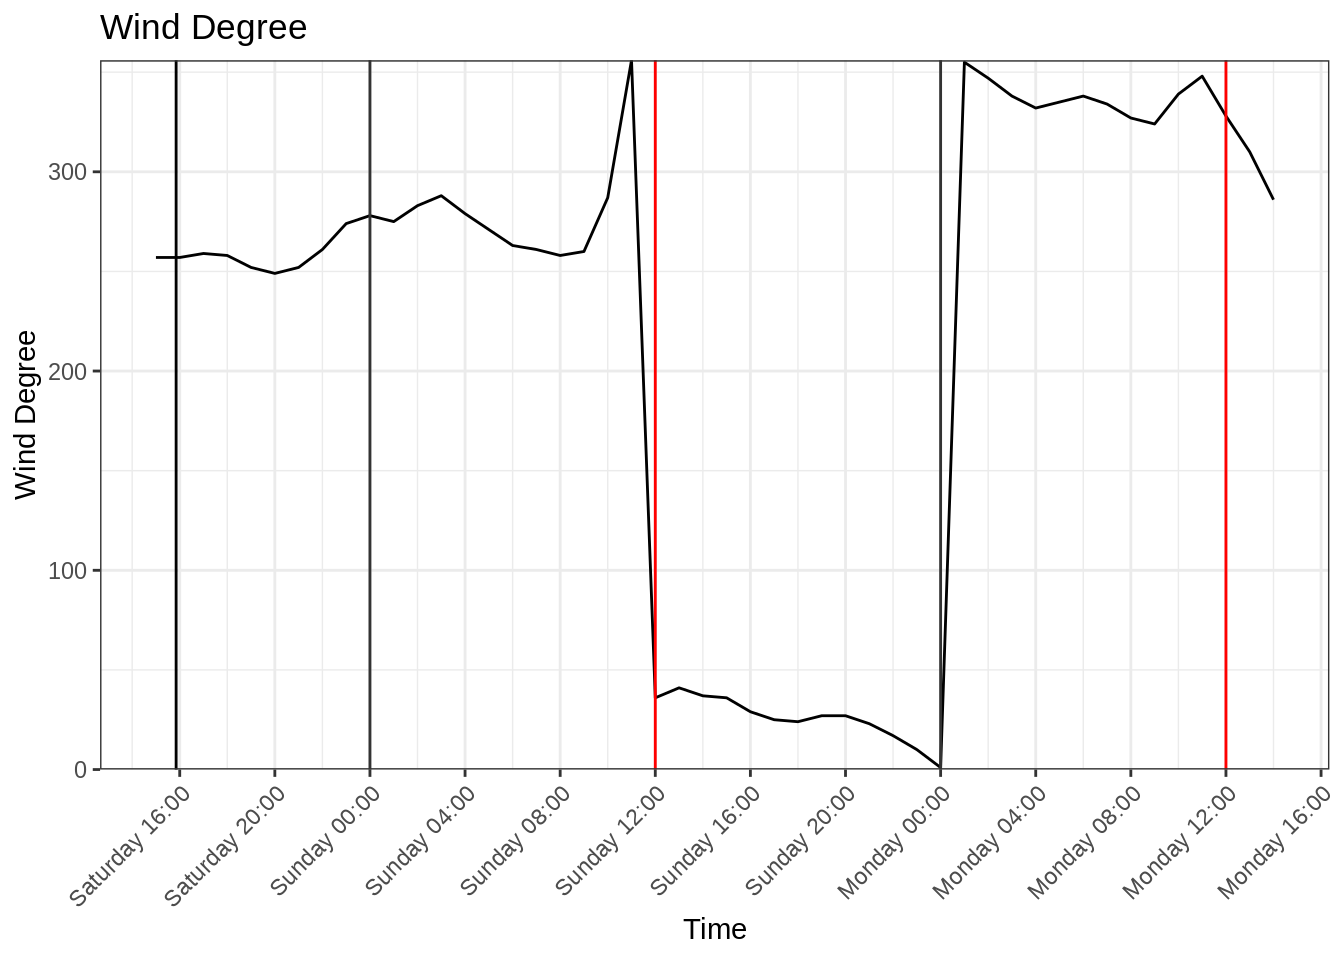 Wind Degree
Wind Degree
300
200
100
0
Saturday 16:00
Saturday 20:00
Sunday 00:00
Sunday 04:00
Sunday 08:00
Sunday 12:00
Sunday 16:00
Sunday 20:00
Monday 00:00
Monday 04:00
Monday 08:00
Monday 12:00
Monday 16:00
Time